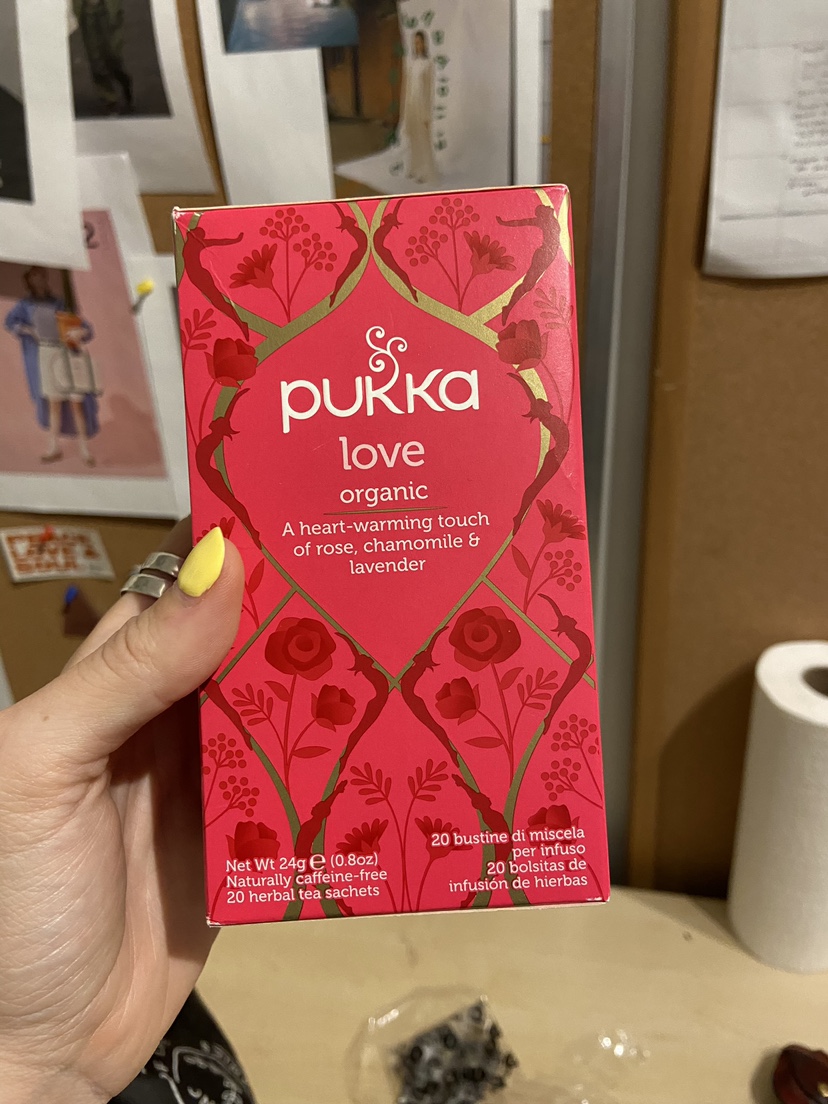 pukka
love
organic
A heart-warming touch
of rose, chamomile &
lavender
Net Wt 24g e (0.8oz)
Naturally caffeine-free
20 herbal tea sachets
20 bustine di miscela
per infuso
20 bolsitas de
infusión de hierbas